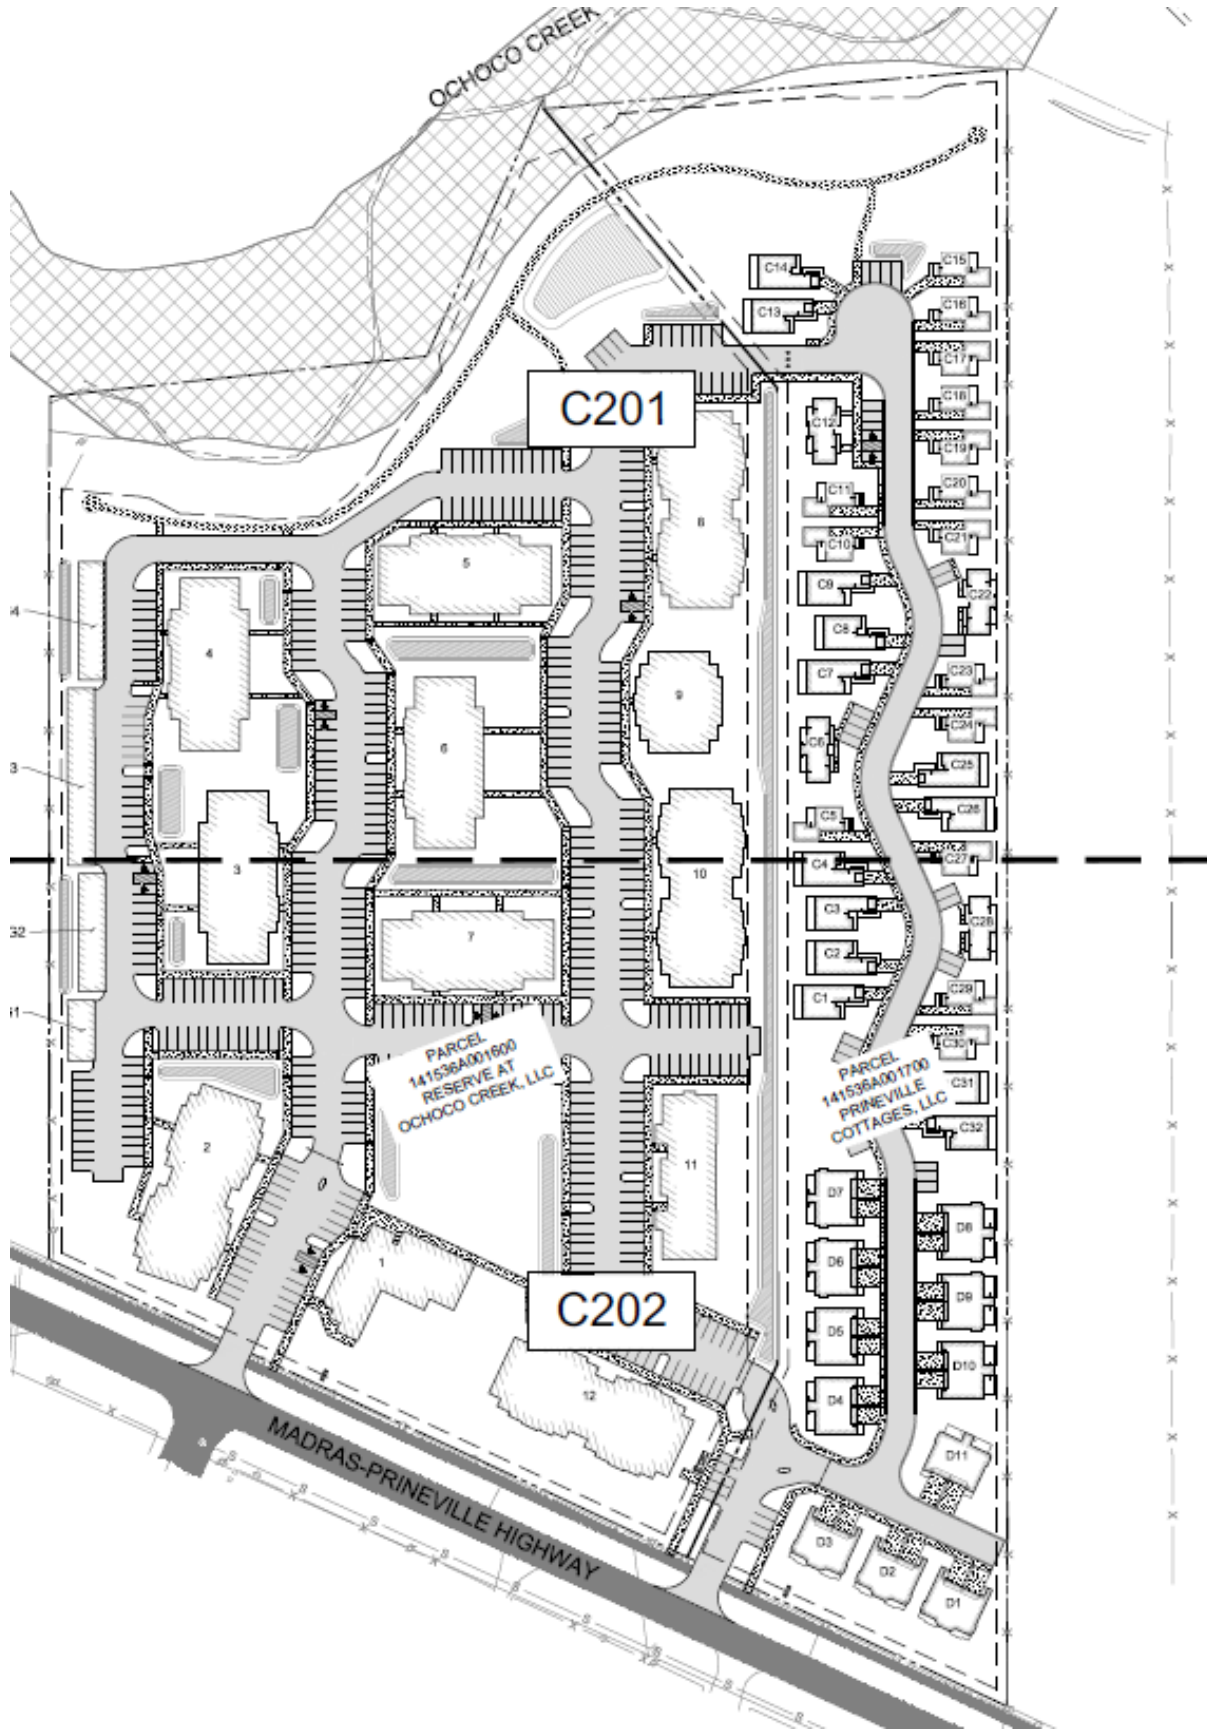 OCHOCO CREEK
C14
C15
C13
C16
C17
C201
C18
C12
C19
C11
C20
8
C10
C21
5
C9
C22
4
C8
C7
C23
9
C24
6
C6
C25
C5
C26
3
C4
C27
10
C3
C28
7
C2
C1
C29
C30
PARCEL
141536A001600
RESERVE AT
OCHOCO CREEK, LLC
PARCEL
141536A001700
PRINEVILLE
COTTAGES, LLC
C31
C32
2
11
D7
D8
1
D6
D9
C202
D5
D10
12
D4
D11
MADRAS-PRINEVILLE HIGHWAY
D3
D2
D1